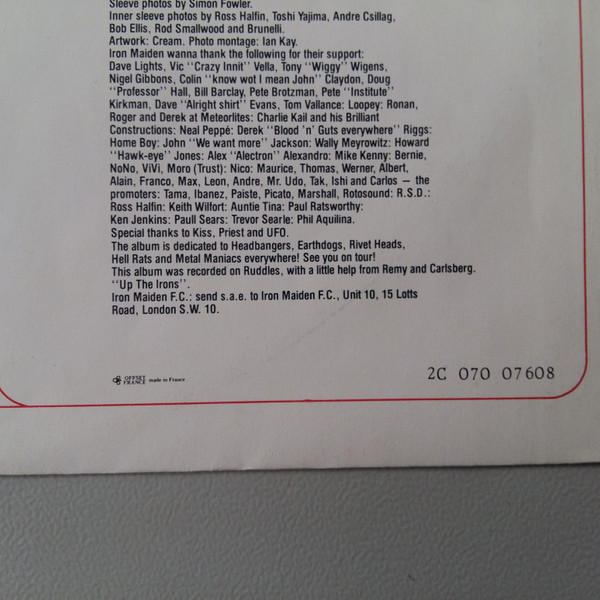 Sleeve photos by Simon Fowler.
Inner sleeve photos by Ross Halfin, Toshi Yajima, Andre Csillag,
Bob Ellis, Rod Smallwood and Brunelli.
Artwork: Cream. Photo montage: Ian Kay.
Iron Maiden wanna thank the following for their support:
Dave Lights, Vic "Crazy Innit" Vella, Tony "Wiggy" Wigens,
Nigel Gibbons, Colin "know wot I mean John" Claydon, Doug
"Professor" Hall, Bill Barclay, Pete Brotzman, Pete "Institute"
Kirkman, Dave "Alright shirt" Evans, Tom Vallance: Loopey: Ronan,
Roger and Derek at Meteorlites: Charlie Kail and his Brilliant
Constructions: Neal Peppé: Derek "Blood 'n' Guts everywhere" Riggs:
Home Boy: John "We want more" Jackson: Wally Meyrowitz: Howard
"Hawk-eye" Jones: Alex "Alectron" Alexandro: Mike Kenny: Bernie,
NoNo, ViVi, Moro (Trust): Nico: Maurice, Thomas, Werner, Albert,
Alain, Franco, Max, Leon, Andre, Mr. Udo, Tak, Ishi and Carlos — the
promoters: Tama, Ibanez, Paiste, Picato, Marshall, Rotosound: R.S.D.:
Ross Halfin: Keith Wilfort: Auntie Tina: Paul Ratsworthy:
Ken Jenkins: Paull Sears: Trevor Searle: Phil Aquilina.
Special thanks to Kiss, Priest and UFO.
The album is dedicated to Headbangers, Earthdogs, Rivet Heads,
Hell Rats and Metal Maniacs everywhere! See you on tour!
This album was recorded on Ruddles, with a little help from Remy and Carlsberg.
"Up The Irons".
Iron Maiden F.C.: send s.a.e. to Iron Maiden F.C., Unit 10, 15 Lotts
Road, London S.W. 10.
OFFSET FRANCE made in France
2C 070 07608